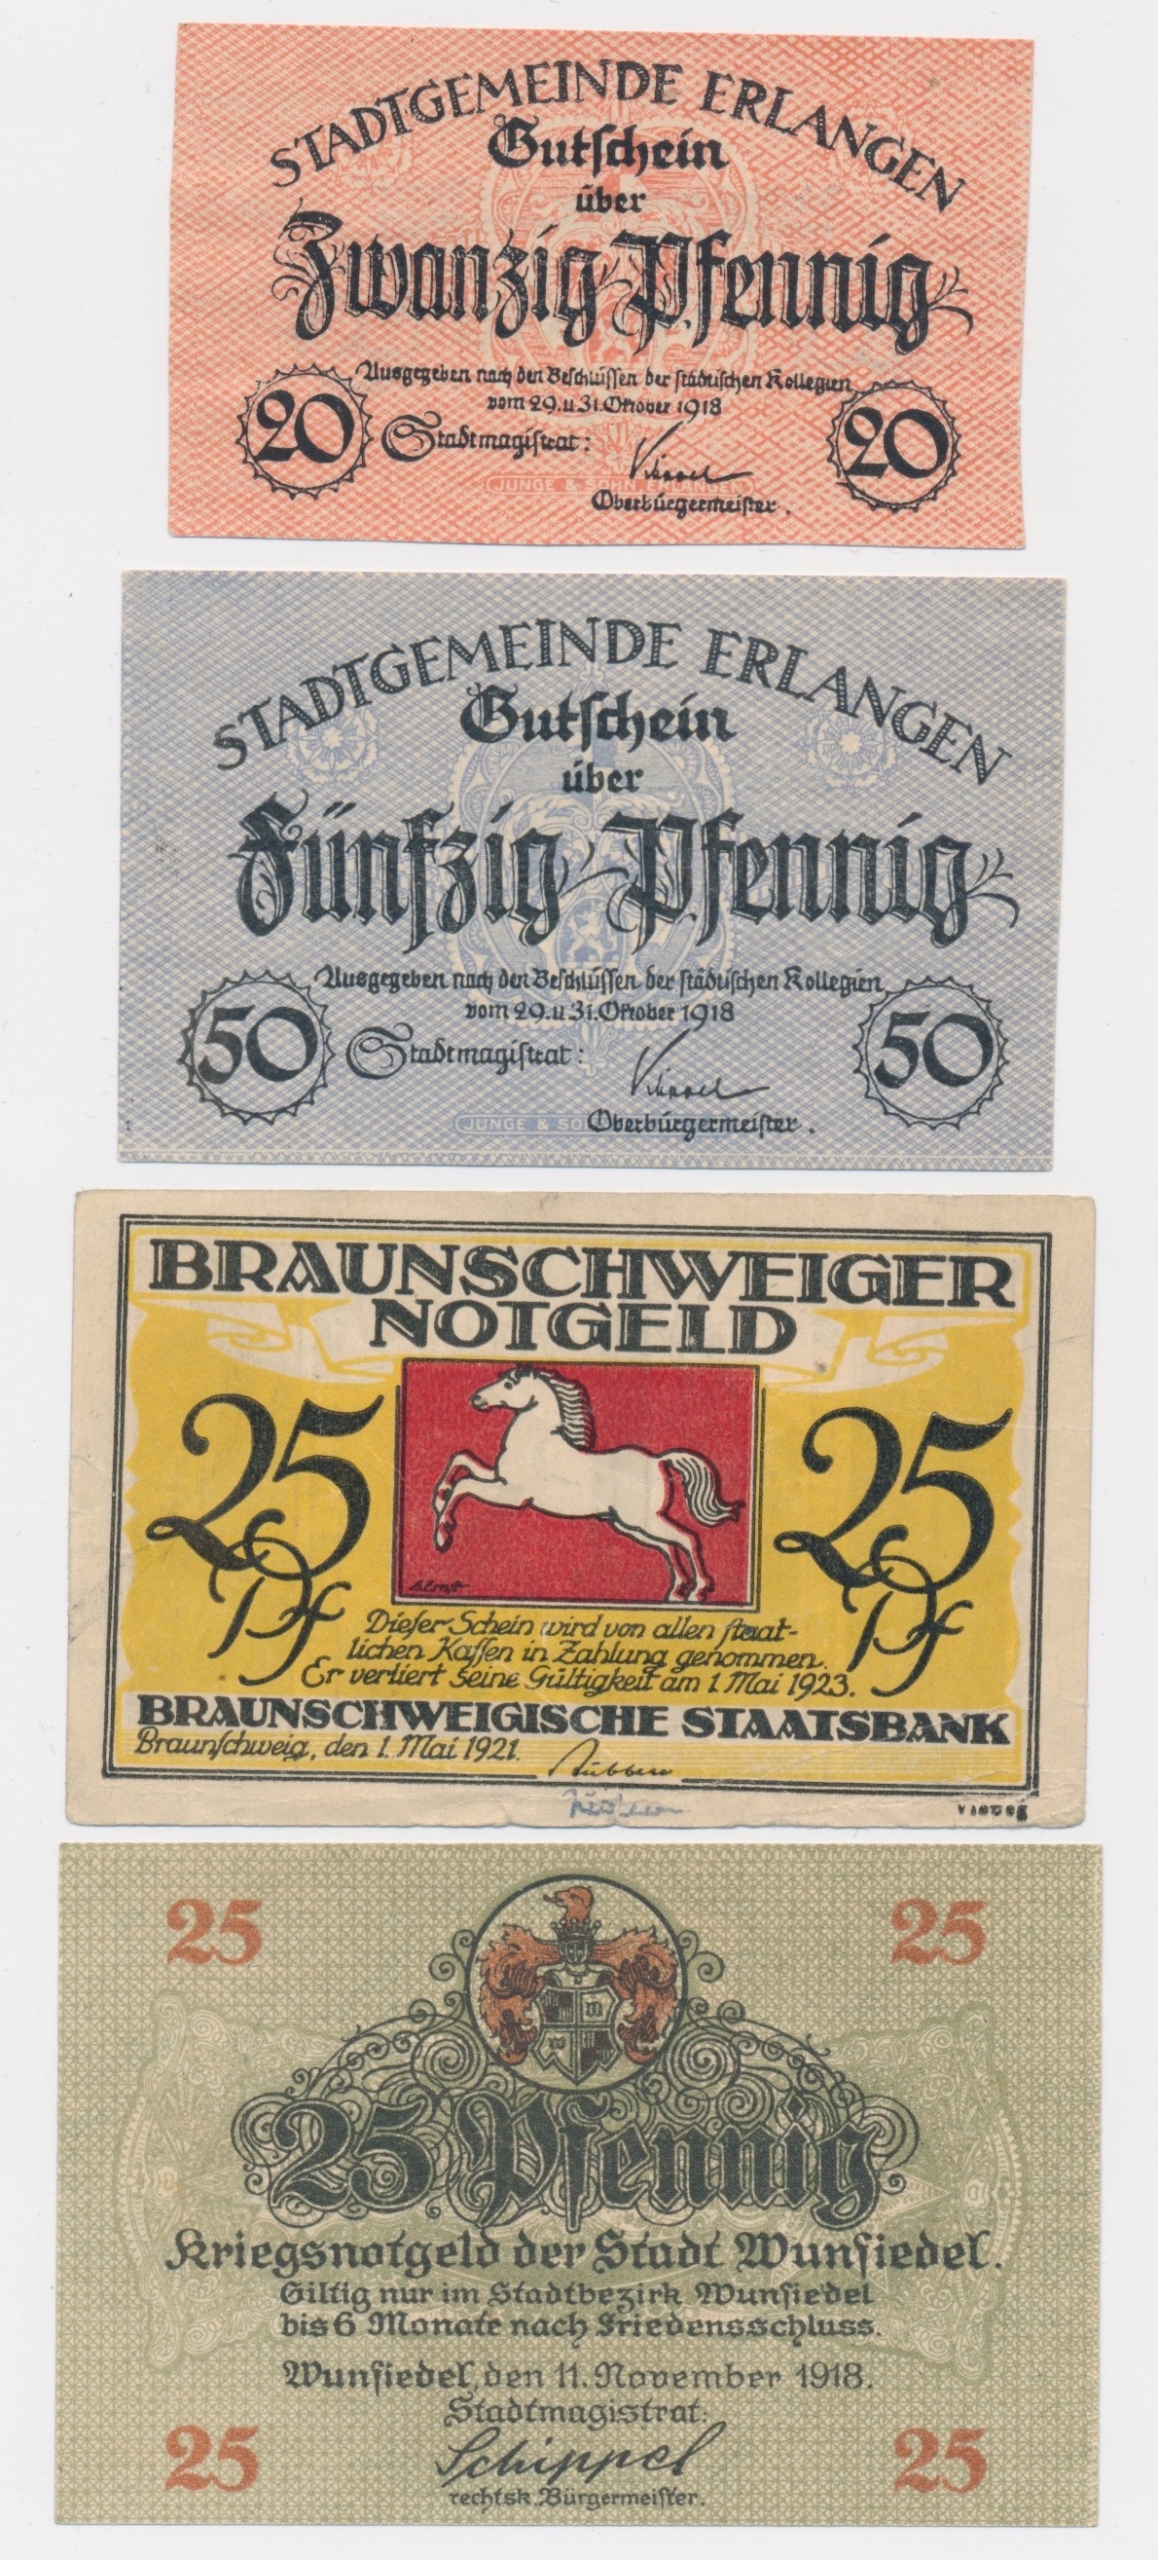 STADTGEMEINDE ERLANGEN
Gutschein
über
Zwanzig Pfennig
Ausgegeben nach den Beschlüssen der städtischen Kollegien
vom 29. u. 31. Oktober 1918
20
Stadtmagistrat:
20
JUNGE & SOHN ERLANGEN
Oberbürgermeister.
STADTGEMEINDE ERLANGEN
Gutschein
über
Fünfzig Pfennig
Ausgegeben nach den Beschlüssen der städtischen Kollegien
vom 29. u. 31. Oktober 1918
50
Stadtmagistrat:
50
JUNGE & SO
Oberbürgermeister.
BRAUNSCHWEIGER
NOTGELD
25
Pf
25
Pf
Dieser Schein wird von allen staat-
lichen Kassen in Zahlung genommen.
Er verliert seine Gültigkeit am 1. Mai 1923.
BRAUNSCHWEIGISCHE STAATSBANK
Braunschweig, den 1. Mai 1921.
25
25
25 Pfennig
Kriegsnotgeld der Stadt Wunsiedel.
Giltig nur im Stadtbezirk Wunsiedel
bis 6 Monate nach Friedensschluss.
Wunsiedel, den 11. November 1918.
Stadtmagistrat:
Schippel
rechtsk. Bürgermeister.
25
25